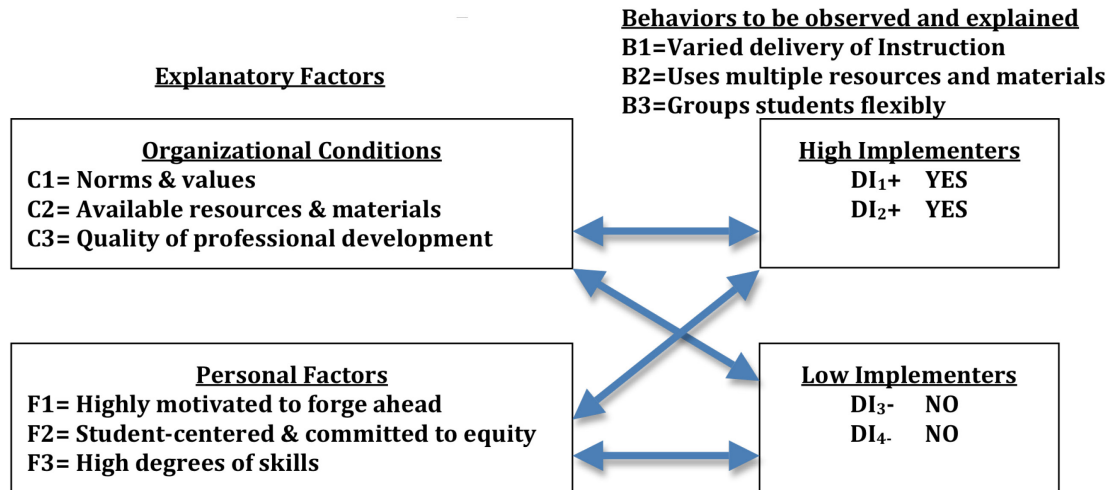 Behaviors to be observed and explained
B1=Varied delivery of Instruction
B2=Uses multiple resources and materials
B3=Groups students flexibly
Explanatory Factors
Organizational Conditions
C1= Norms & values
C2= Available resources & materials
C3= Quality of professional development
High Implementers
DI₁+ YES
DI₂+ YES
Personal Factors
F1= Highly motivated to forge ahead
F2= Student-centered & committed to equity
F3= High degrees of skills
Low Implementers
DI₃- NO
DI₄₋ NO